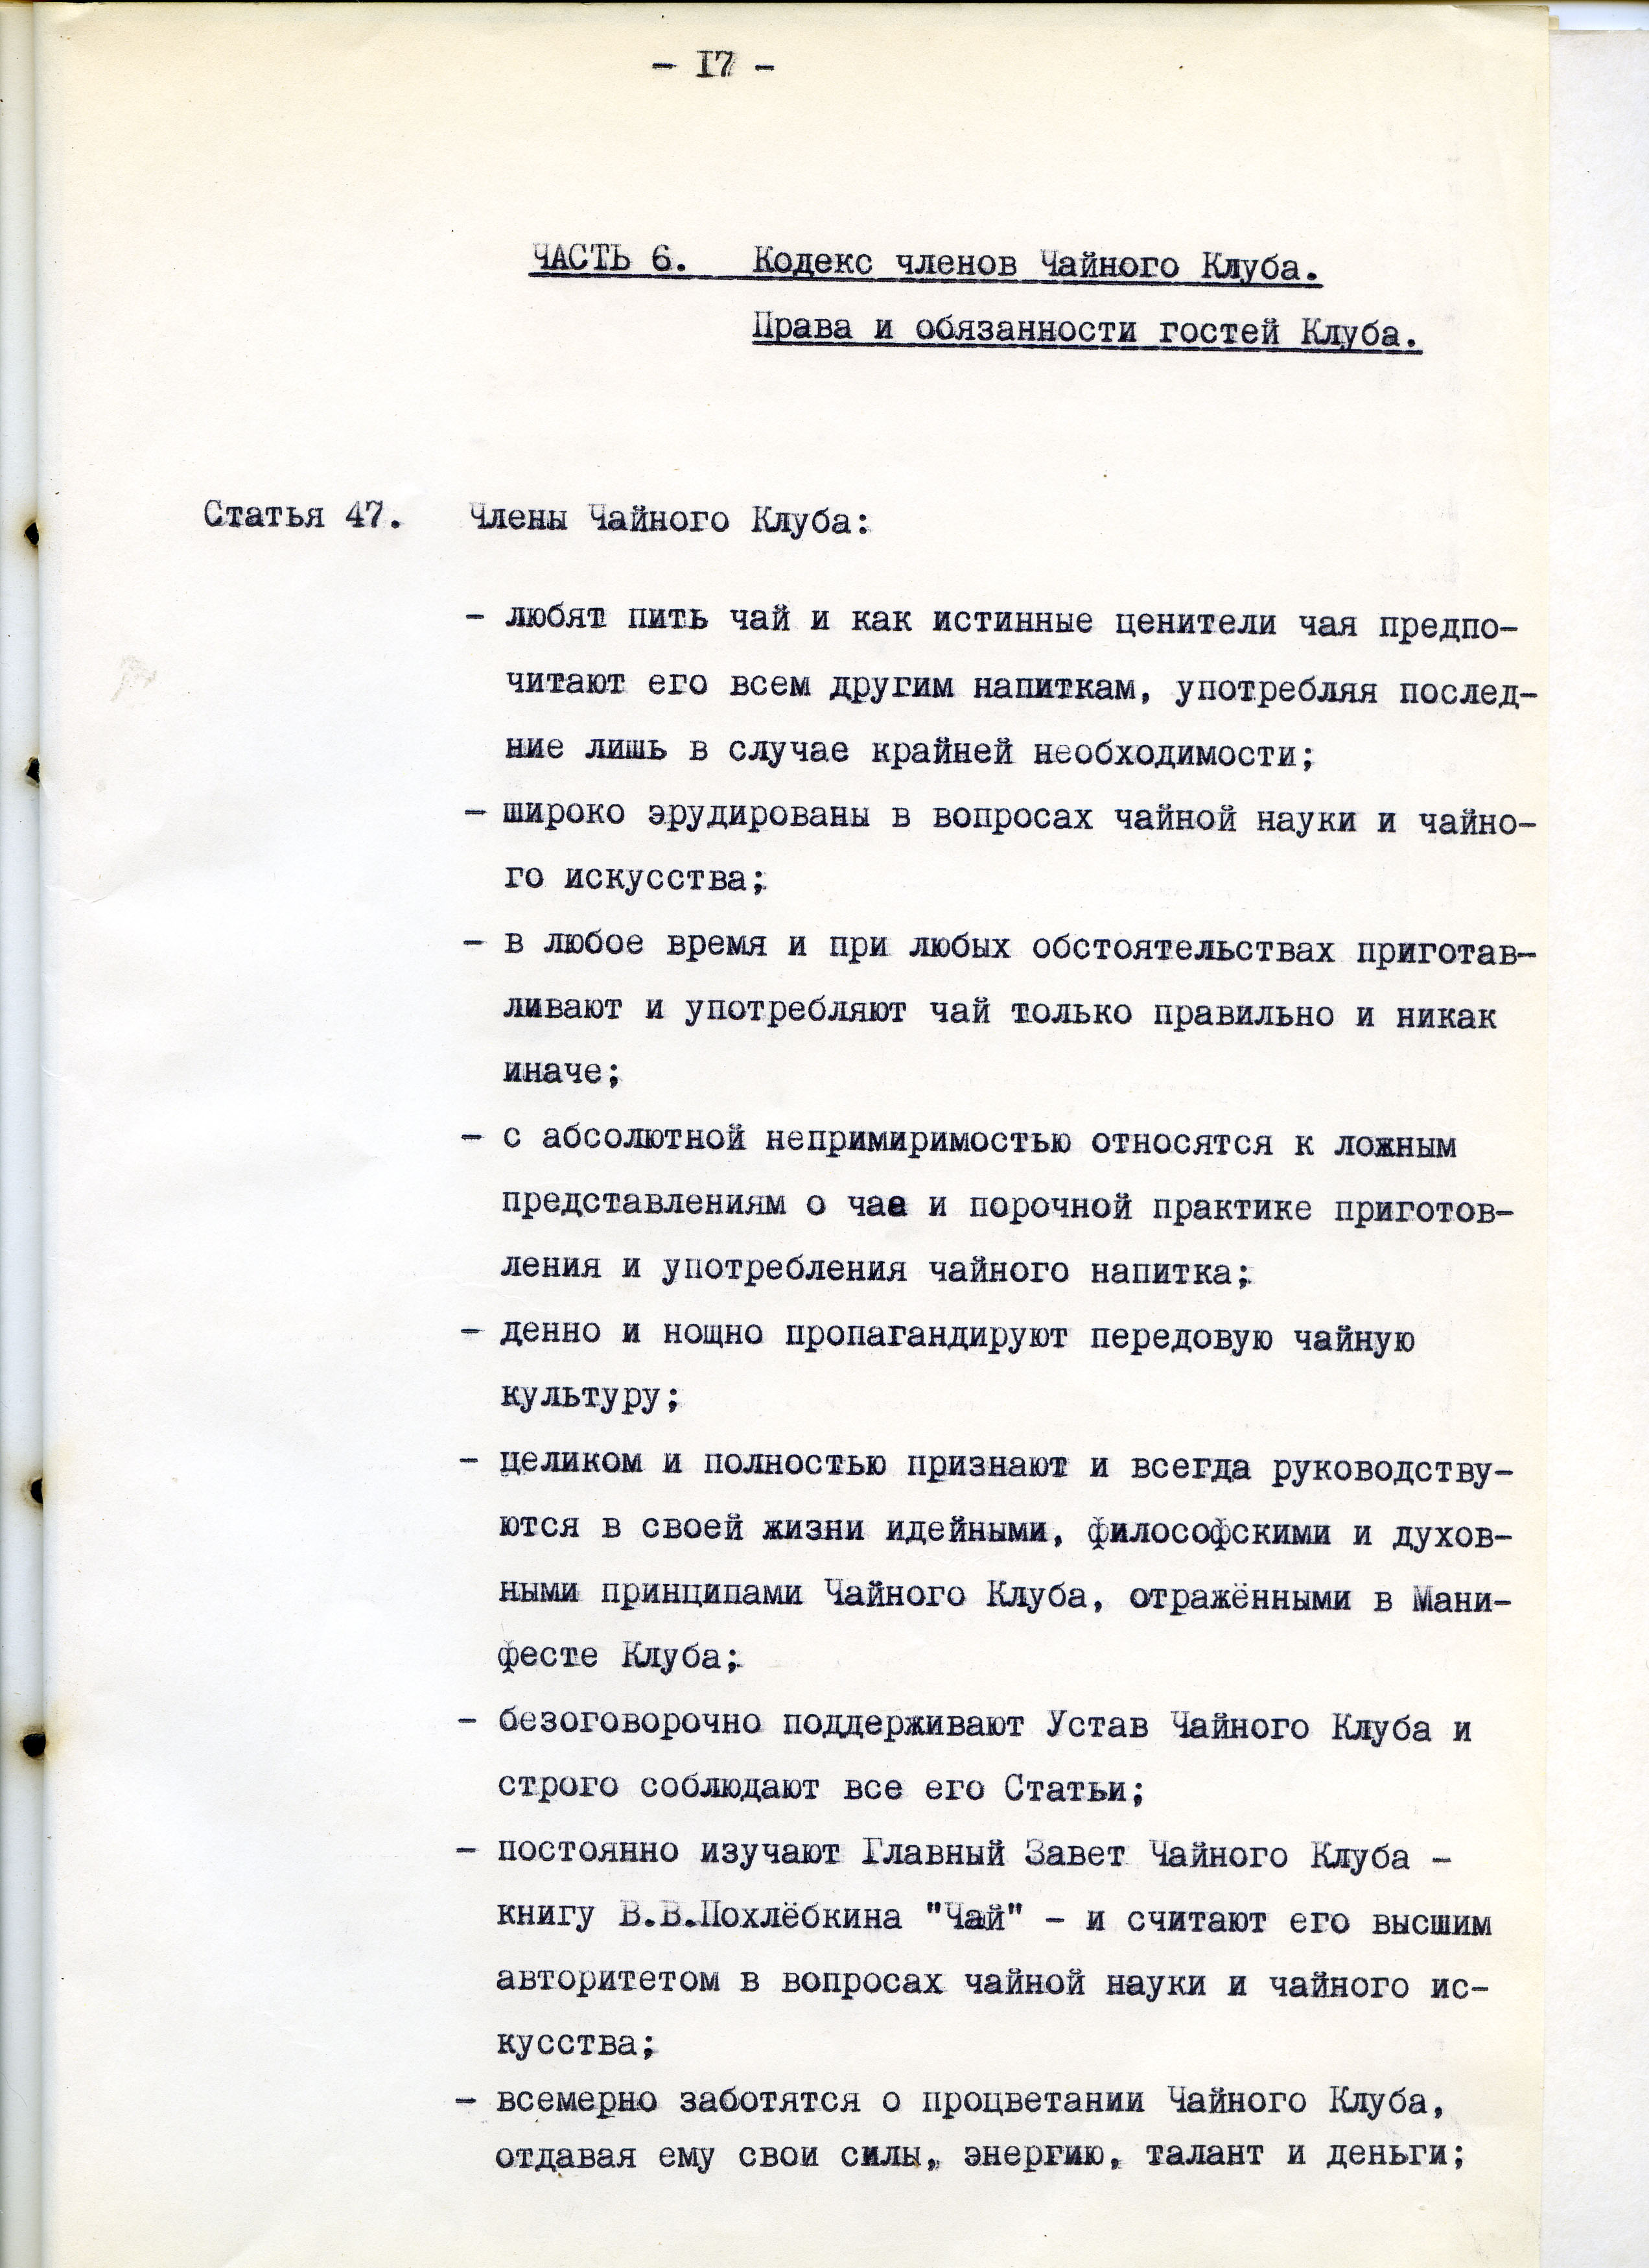 - I7 -
ЧАСТЬ 6. Кодекс членов Чайного Клуба.
Права и обязанности гостей Клуба.
Статья 47. Члены Чайного Клуба:
- любят пить чай и как истинные ценители чая предпо-
читают его всем другим напиткам, употребляя послед-
ние лишь в случае крайней необходимости;
- широко эрудированы в вопросах чайной науки и чайно-
го искусства;
- в любое время и при любых обстоятельствах приготав-
ливают и употребляют чай только правильно и никак
иначе;
- с абсолютной непримиримостью относятся к ложным
представлениям о чае и порочной практике приготов-
ления и употребления чайного напитка;
- денно и нощно пропагандируют передовую чайную
культуру;
- целиком и полностью признают и всегда руководству-
ются в своей жизни идейными, философскими и духов-
ными принципами Чайного Клуба, отражёнными в Мани-
фесте Клуба;
- безоговорочно поддерживают Устав Чайного Клуба и
строго соблюдают все его Статьи;
- постоянно изучают Главный Завет Чайного Клуба -
книгу В.В.Похлёбкина "Чай" - и считают его высшим
авторитетом в вопросах чайной науки и чайного ис-
кусства;
- всемерно заботятся о процветании Чайного Клуба,
отдавая ему свои силы, энергию, талант и деньги;